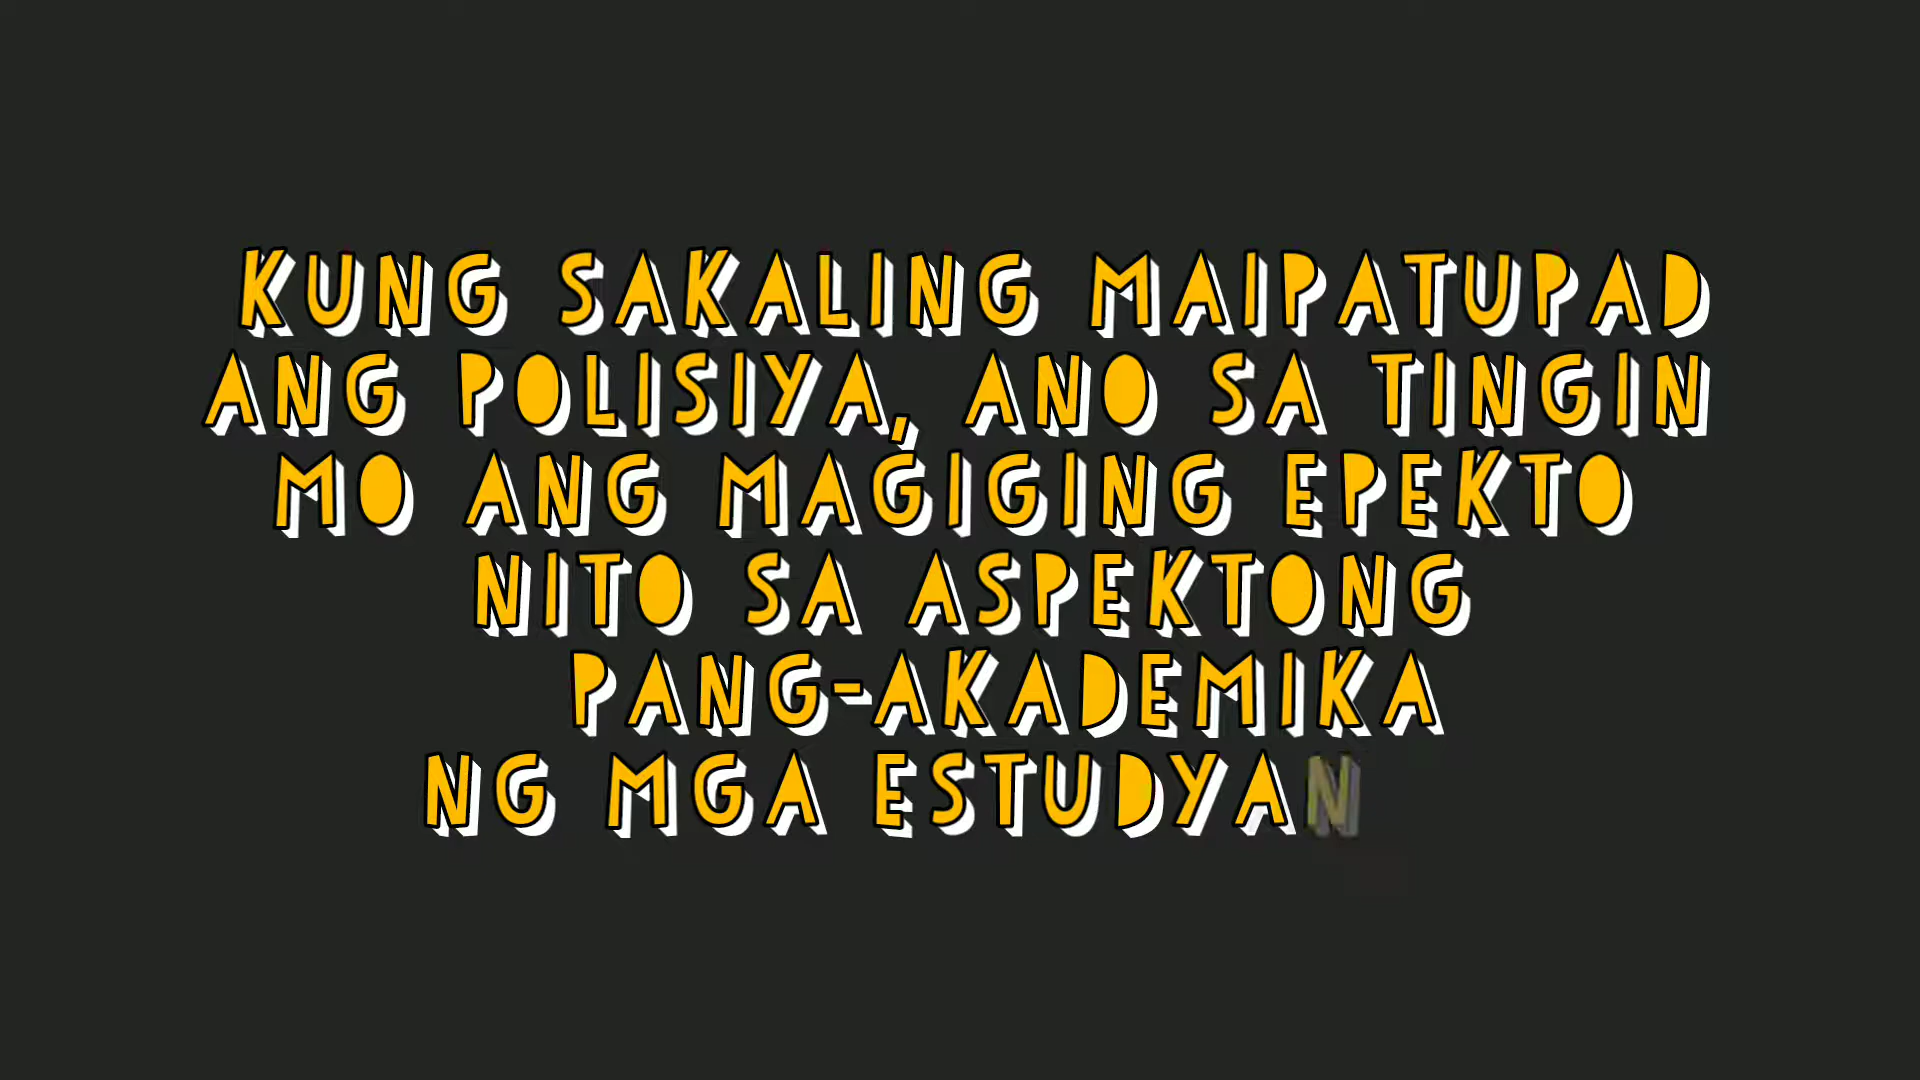 KUNG SAKALING MAIPATUPAD
ANG POLISIYA, ANO SA TINGIN
MO ANG MAGIGING EPEKTO
NITO SA ASPEKTONG
PANG-AKADEMIKA
NG MGA ESTUDYAN